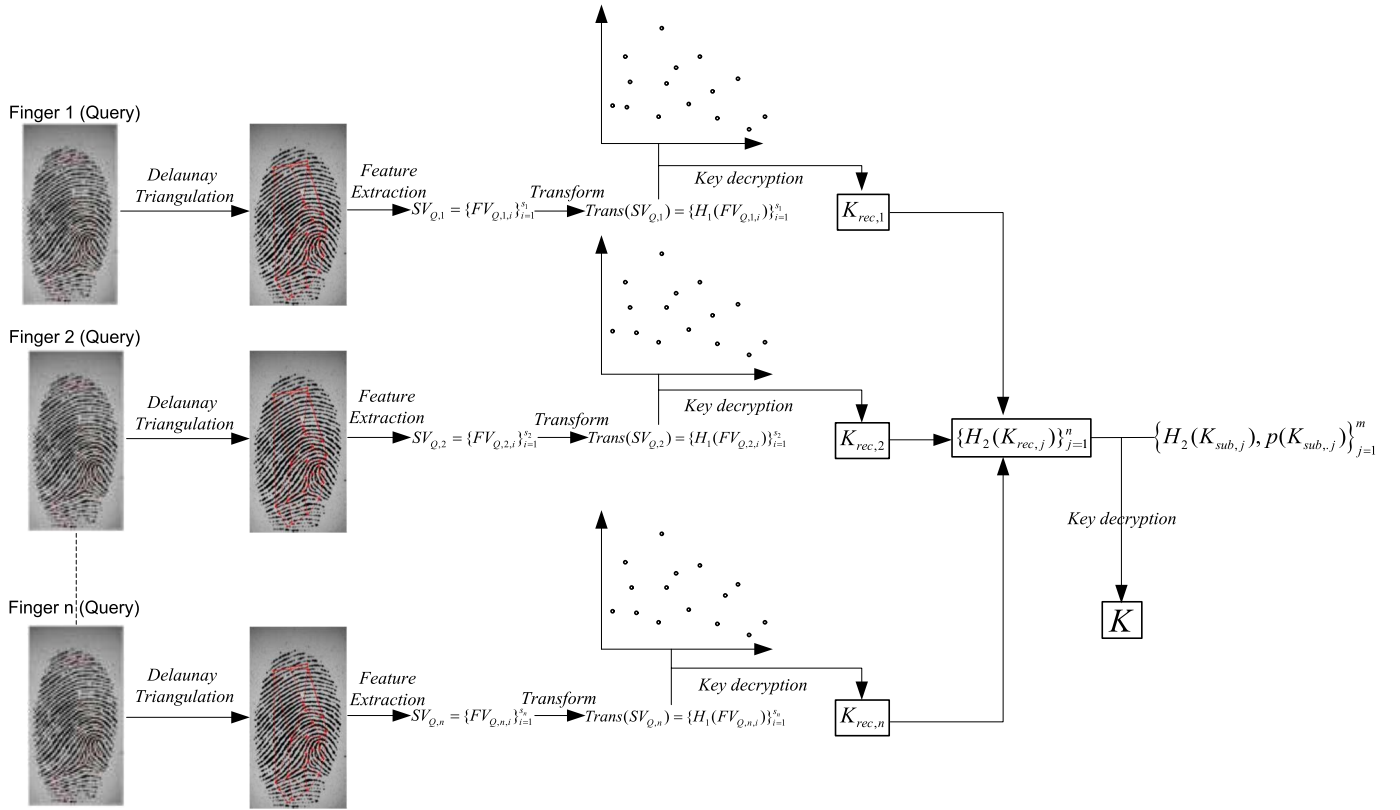 Finger 1 (Query)
Delaunay
Triangulation
Feature
Extraction
SV_{Q,1} = {FV_{Q,1,i}}_{i=1}^{s_1}
Transform
Trans(SV_{Q,1}) = {H_1(FV_{Q,1,i})}_{i=1}^{s_1}
Key decryption
K_{rec,1}
Finger 2 (Query)
Delaunay
Triangulation
Feature
Extraction
SV_{Q,2} = {FV_{Q,2,i}}_{i=1}^{s_2}
Transform
Trans(SV_{Q,2}) = {H_1(FV_{Q,2,i})}_{i=1}^{s_2}
Key decryption
K_{rec,2}
{H_2(K_{rec,j})}_{j=1}^{n}
{H_2(K_{sub,j}), p(K_{sub,.j})}_{j=1}^{m}
Key decryption
K
Finger n (Query)
Delaunay
Triangulation
Feature
Extraction
SV_{Q,n} = {FV_{Q,n,i}}_{i=1}^{s_n}
Transform
Trans(SV_{Q,n}) = {H_1(FV_{Q,n,i})}_{i=1}^{s_n}
Key decryption
K_{rec,n}